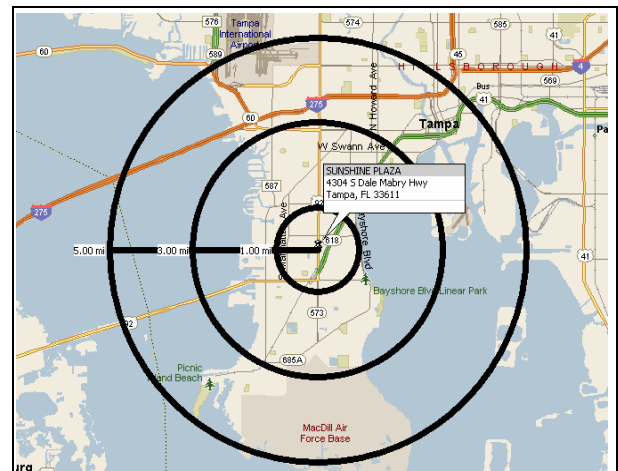 576
Tampa
International
Airport
574
585
41
60
589
45
HILLSBOROUGH
4
569
Bus
41
275
60
N Howard Ave
Tampa
W Swann Ave
SUNSHINE PLAZA
4304 S Dale Mabry Hwy
Tampa, FL 33611
587
92
275
618
Bayshore Blvd
5.00 mi
3.00 mi
1.00 mi
41
Bayshore Blvd Linear Park
92
573
685A
Picnic
Island Beach
MacDill Air
Force Base